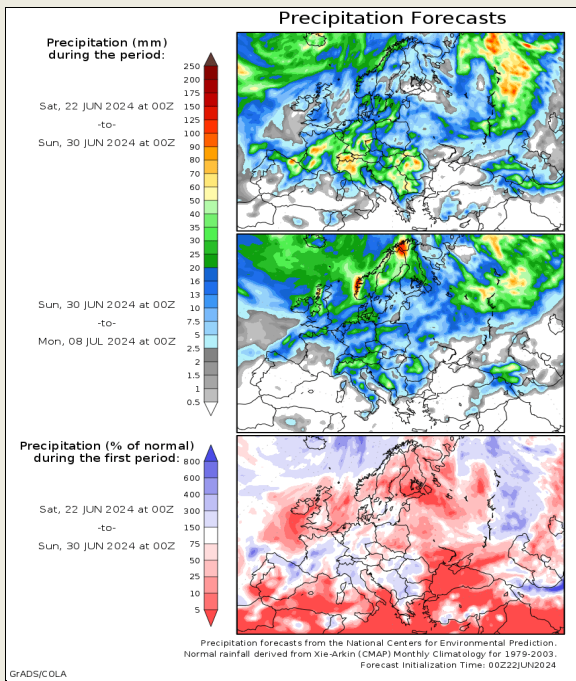 Precipitation Forecasts
Precipitation (mm)
during the period:
Sat, 22 JUN 2024 at 00Z
-to-
Sun, 30 JUN 2024 at 00Z
250
200
175
150
125
100
90
80
70
60
50
40
35
30
25
20
16
13
10
7.5
5
2.5
2
1.5
1
0.5
Sun, 30 JUN 2024 at 00Z
-to-
Mon, 08 JUL 2024 at 00Z
Precipitation (% of normal)
during the first period:
Sat, 22 JUN 2024 at 00Z
-to-
Sun, 30 JUN 2024 at 00Z
800
600
400
300
150
75
50
25
10
5
Precipitation forecasts from the National Centers for Environmental Prediction.
Normal rainfall derived from Xie-Arkin (CMAP) Monthly Climatology for 1979-2003.
Forecast Initialization Time: 00Z22JUN2024
GrADS/COLA